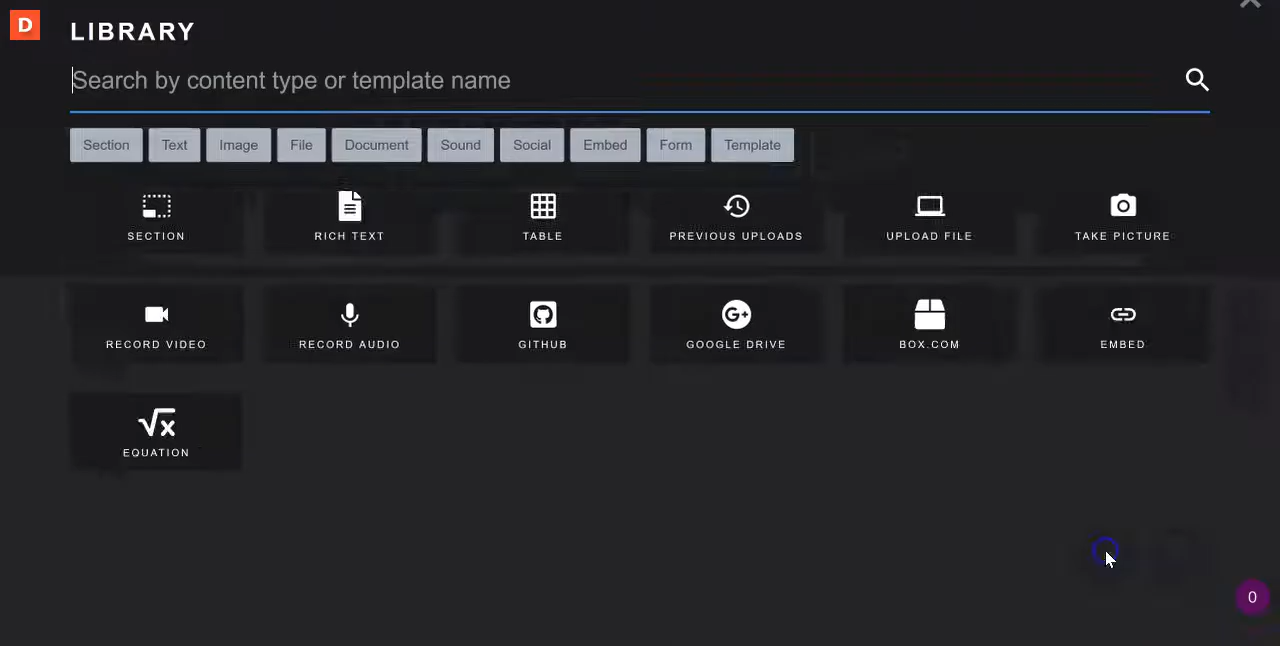 D
LIBRARY
Search by content type or template name
Section Text Image File Document Sound Social Embed Form Template
SECTION RICH TEXT TABLE PREVIOUS UPLOADS UPLOAD FILE TAKE PICTURE
RECORD VIDEO RECORD AUDIO GITHUB G+ GOOGLE DRIVE BOX.COM EMBED
√x
EQUATION
0